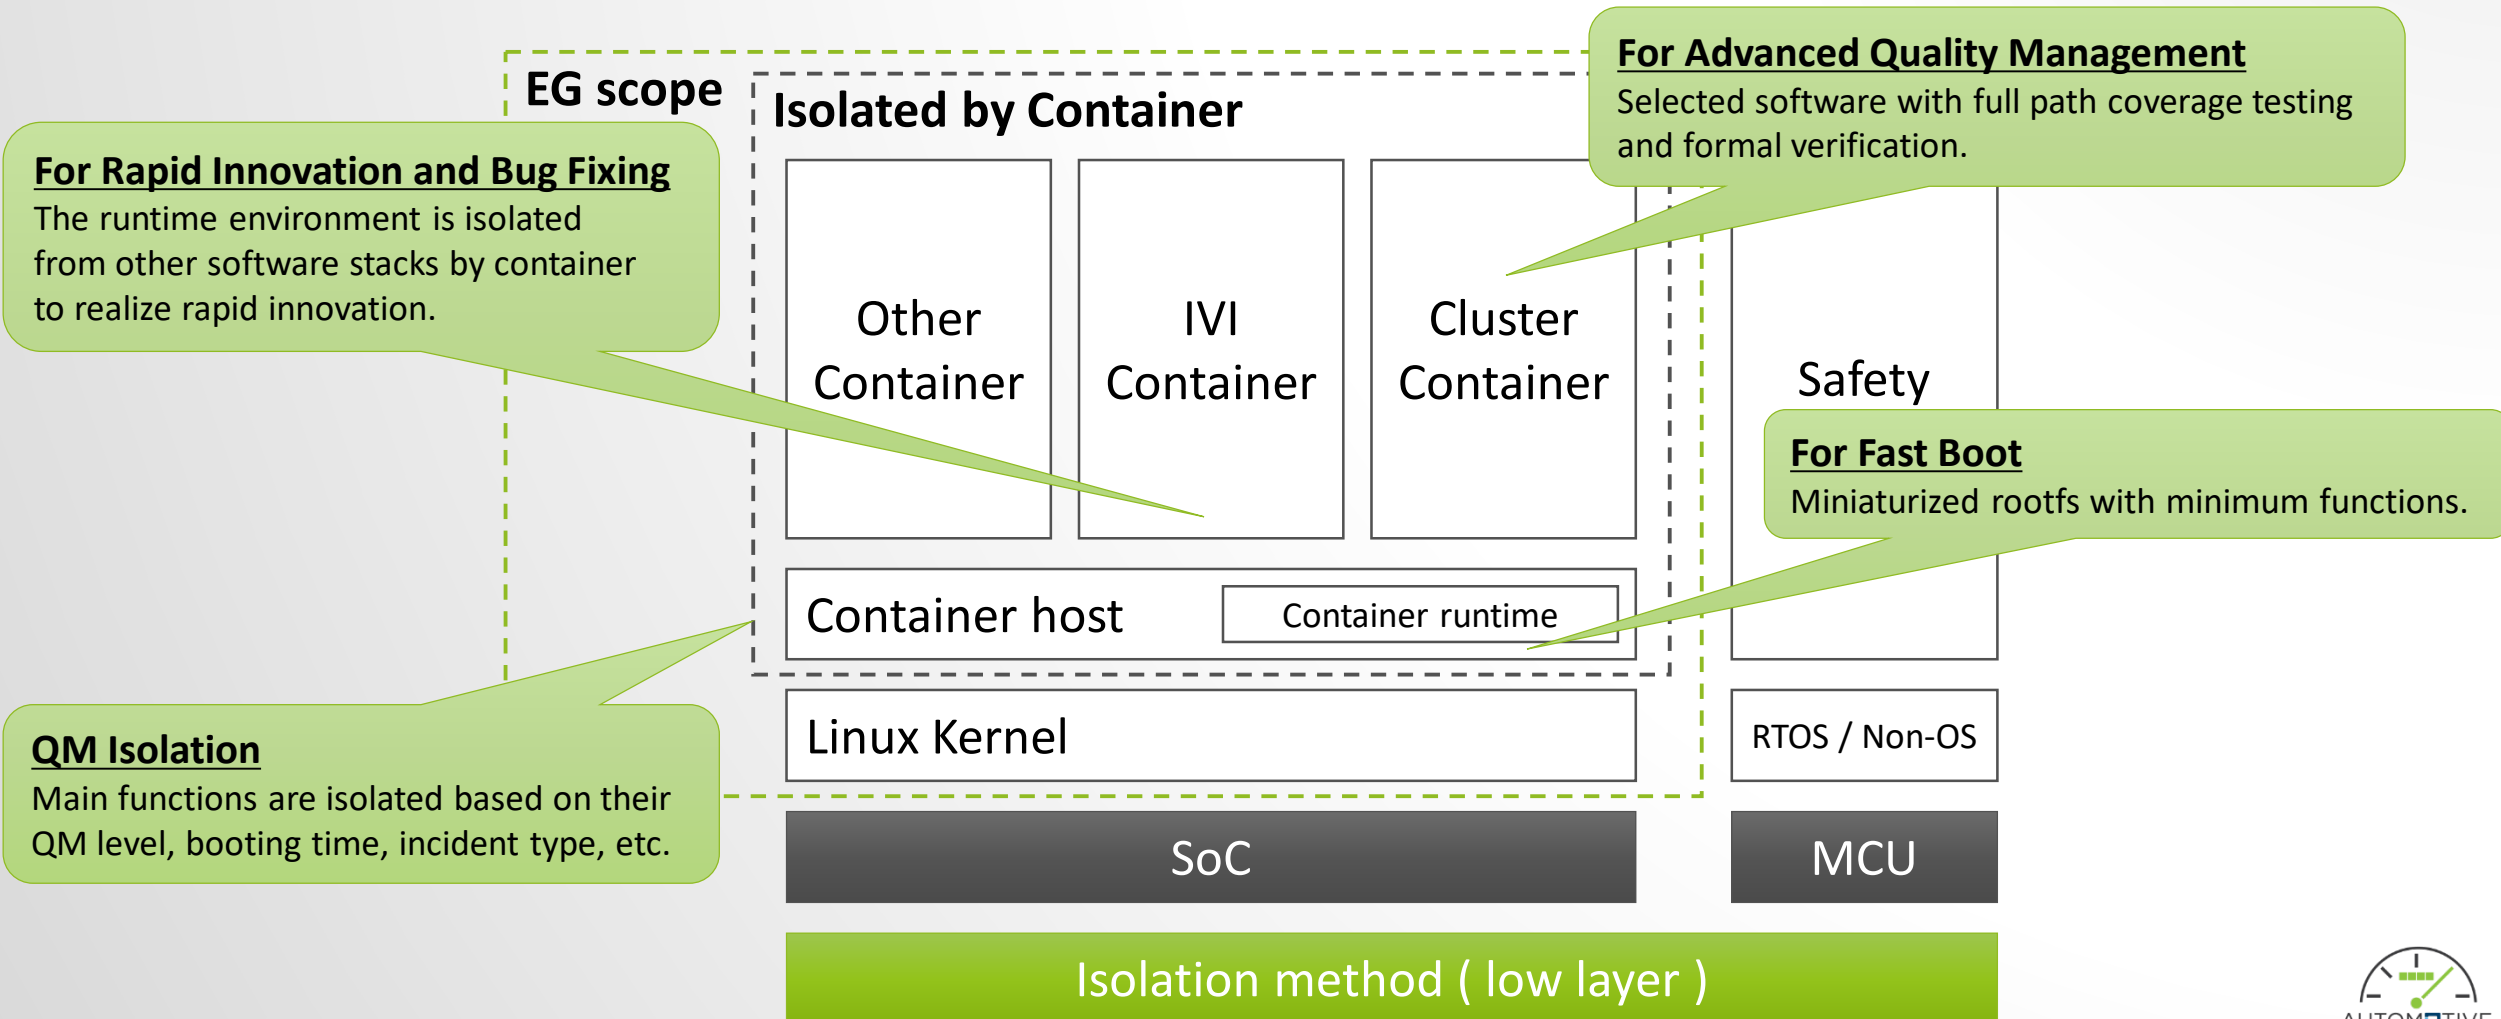 EG scope
Isolated by Container
For Advanced Quality Management
Selected software with full path coverage testing
and formal verification.
For Rapid Innovation and Bug Fixing
The runtime environment is isolated
from other software stacks by container
to realize rapid innovation.
Other
Container
IVI
Container
Cluster
Container
Safety
For Fast Boot
Miniaturized rootfs with minimum functions.
Container host
Container runtime
Linux Kernel
RTOS / Non-OS
QM Isolation
Main functions are isolated based on their
QM level, booting time, incident type, etc.
SoC
MCU
Isolation method ( low layer )
AUTOMOTIVE